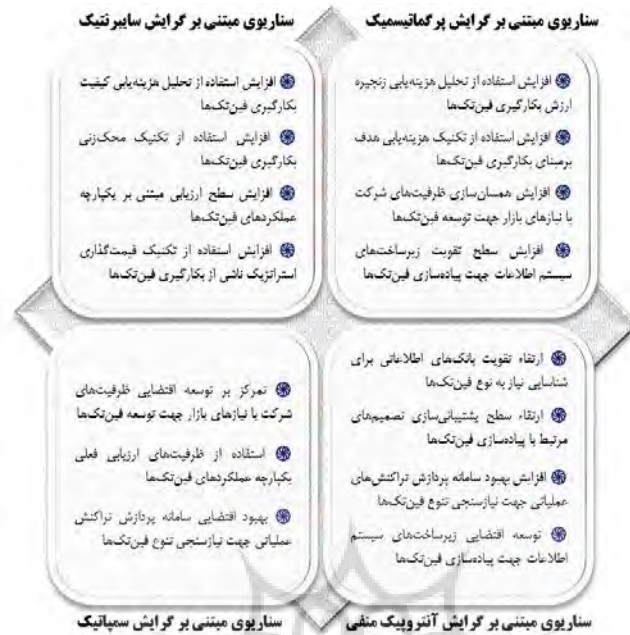 سناریوی مبتنی بر گرایش پرگماتیسمیک
افزایش استفاده از تحلیل هزینه‌یابی زنجیره
ارزش بکارگیری فین‌تک‌ها
افزایش استفاده از تکنیک هزینه‌یابی هدف
برمبنای بکارگیری فین‌تک‌ها
افزایش همسان‌سازی ظرفیت‌های شرکت
با نیازهای بازار جهت توسعه فین‌تک‌ها
افزایش سطح تقویت زیرساخت‌های
سیستم اطلاعات جهت پیاده‌سازی فین‌تک‌ها
سناریوی مبتنی بر گرایش سایبرنتیک
افزایش استفاده از تحلیل هزینه‌یابی کیفیت
بکارگیری فین‌تک‌ها
افزایش استفاده از تکنیک محک‌زنی
بکارگیری فین‌تک‌ها
افزایش سطح ارزیابی مبتنی بر یکپارچه
عملکردهای فین‌تک‌ها
افزایش استفاده از تکنیک قیمت‌گذاری
استراتژیک ناشی از بکارگیری فین‌تک‌ها
ارتقاء تقویت بانک‌های اطلاعاتی برای
شناسایی نیاز به نوع فین‌تک‌ها
ارتقاء سطح پشتیبانی‌سازی تصمیم‌های
مرتبط با پیاده‌سازی فین‌تک‌ها
افزایش بهبود سامانه پردازش تراکنش‌های
عملیاتی جهت نیازسنجی تنوع فین‌تک‌ها
توسعه اقتضایی زیرساخت‌های سیستم
اطلاعات جهت پیاده‌سازی فین‌تک‌ها
سناریوی مبتنی بر گرایش آنتروپیک منفی
تمرکز بر توسعه اقتضایی ظرفیت‌های
شرکت با نیازهای بازار جهت توسعه فین‌تک‌ها
استفاده از ظرفیت‌های ارزیابی فعلی
یکپارچه عملکردهای فین‌تک‌ها
بهبود اقتضایی سامانه پردازش تراکنش
عملیاتی جهت نیازسنجی تنوع فین‌تک‌ها
سناریوی مبتنی بر گرایش سمپاتیک